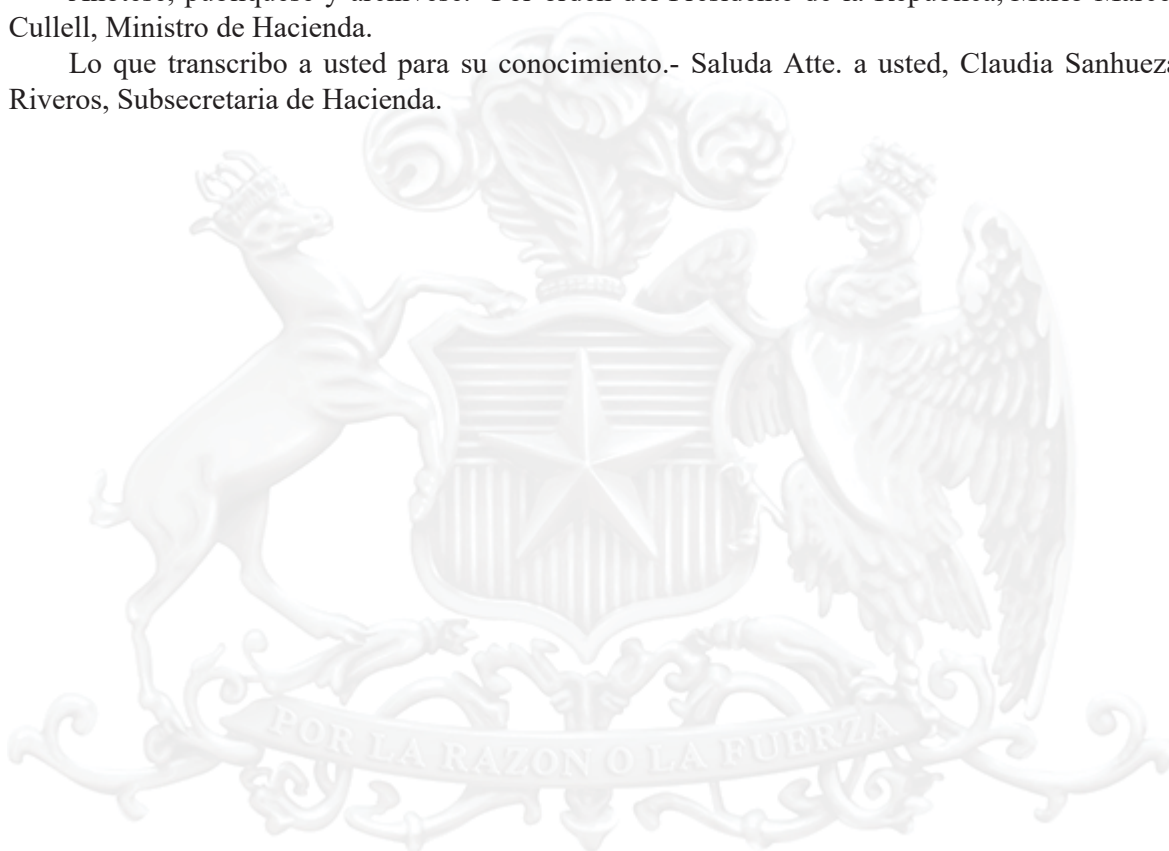 Cullell, Ministro de Hacienda.
Lo que transcribo a usted para su conocimiento.- Saluda Atte. a usted, Claudia Sanhueza
Riveros, Subsecretaria de Hacienda.
POR LA RAZON O LA FUERZA